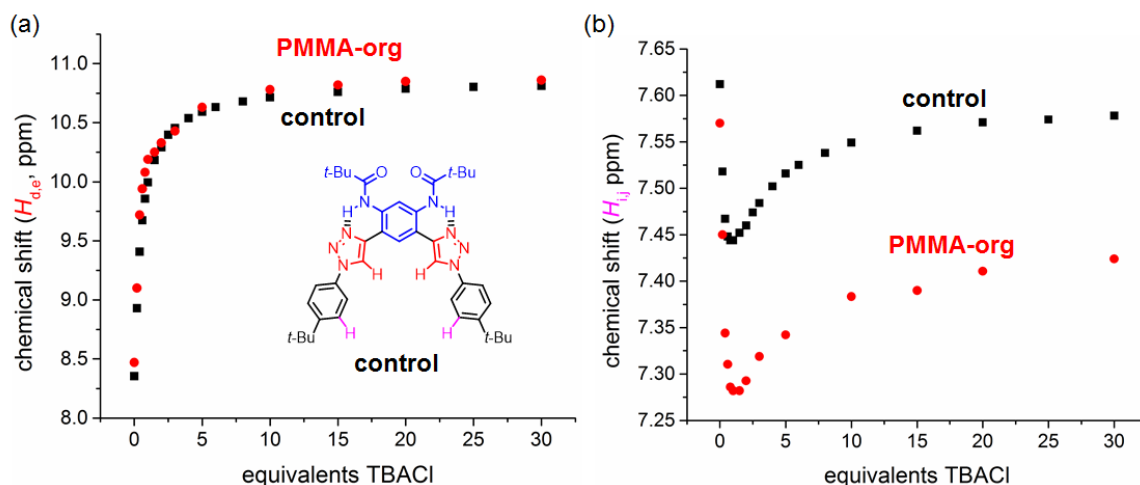 (a)
PMMA-org
control
chemical shift (H_d,e, ppm)
11.0
10.5
10.0
9.5
9.0
8.5
8.0
0 5 10 15 20 25 30
equivalents TBACl
t-Bu O O t-Bu
N N
H H
N N
N N
N N
H H
t-Bu H H t-Bu
control
(b)
control
PMMA-org
chemical shift (H_i,j ppm)
7.65
7.60
7.55
7.50
7.45
7.40
7.35
7.30
7.25
0 5 10 15 20 25 30
equivalents TBACl